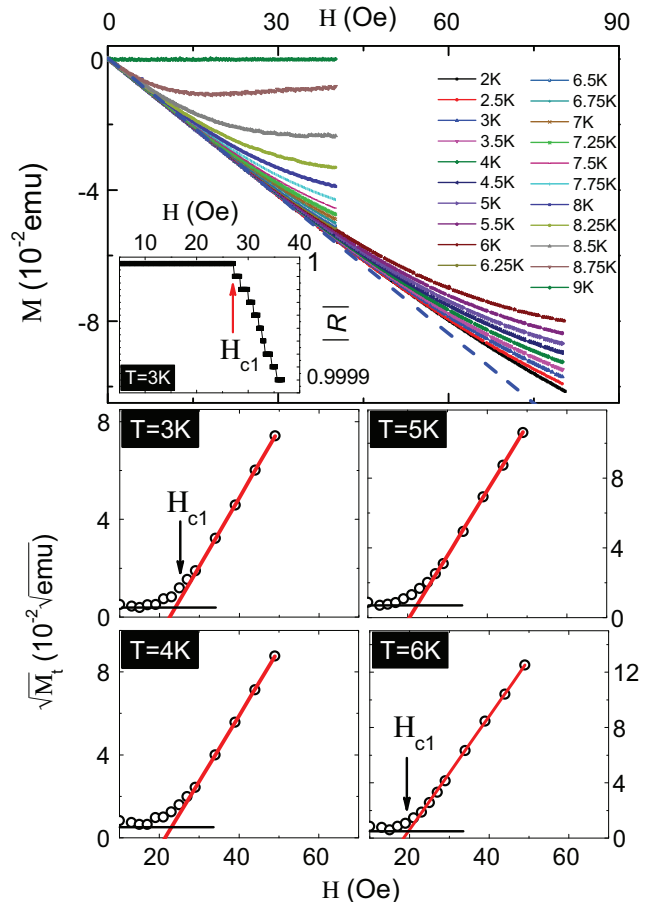 H (Oe)
0 30 60 90
0
-4
-8
M (10⁻² emu)
2K 6.5K
2.5K 6.75K
3K 7K
3.5K 7.25K
4K 7.5K
4.5K 7.75K
5K 8K
5.5K 8.25K
6K 8.5K
6.25K 8.75K
9K
H (Oe)
10 20 30 40
1
|R|
0.9999
H_c1
T=3K
T=3K
8
4
0
H_c1
T=5K
10
5
0
√M_t (10⁻²√emu)
T=4K
8
4
0
20 40 60
T=6K
12
8
4
0
H_c1
20 40 60
H (Oe)